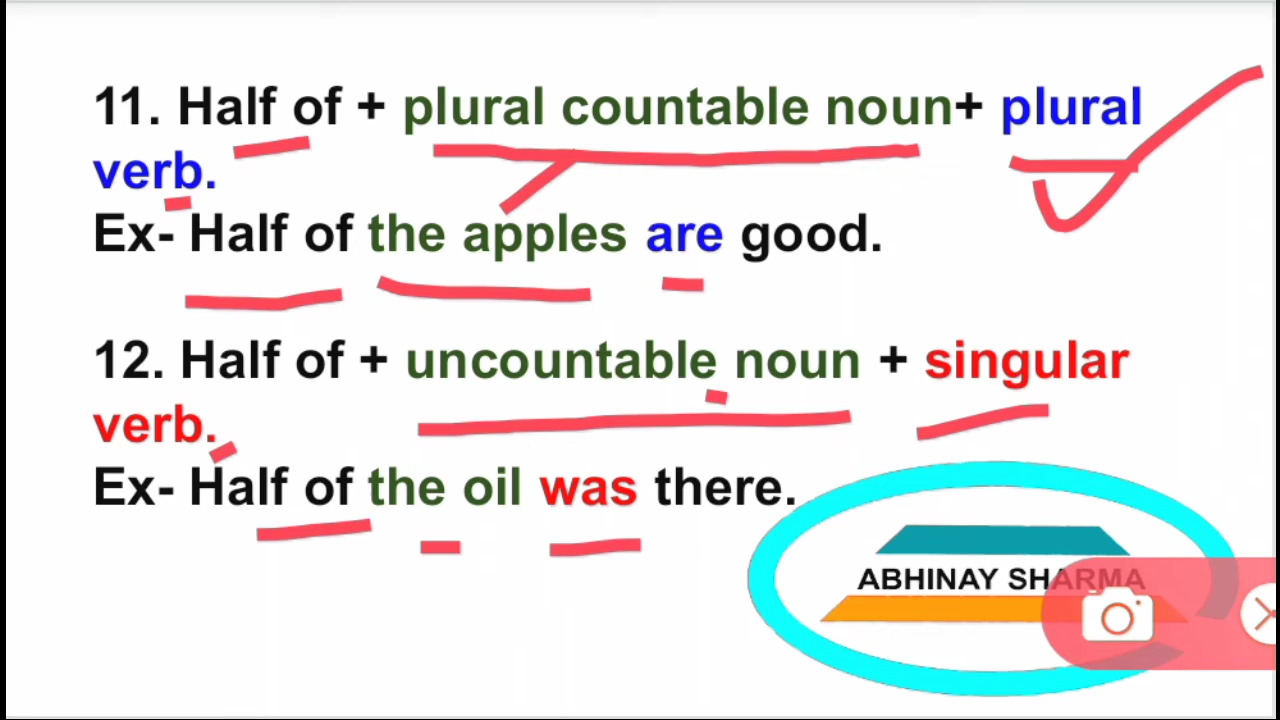 11. Half of + plural countable noun+ plural
verb.
Ex- Half of the apples are good.
12. Half of + uncountable noun + singular
verb.
Ex- Half of the oil was there.
ABHINAY SHARMA